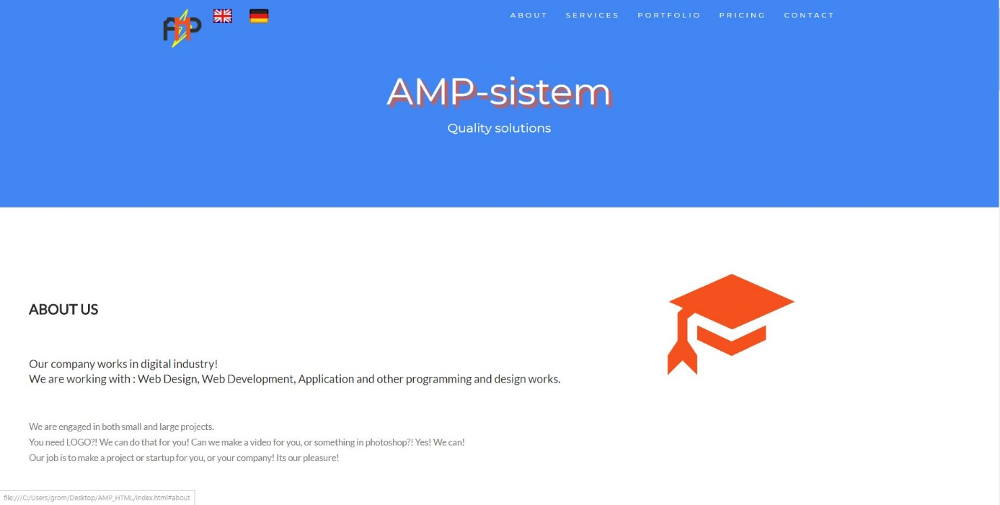 AMP
ABOUT SERVICES PORTFOLIO PRICING CONTACT
AMP-sistem
Quality solutions
ABOUT US
Our company works in digital industry!
We are working with : Web Design, Web Development, Application and other programming and design works.
We are engaged in both small and large projects.
You need LOGO?! We can do that for you! Can we make a video for you, or something in photoshop?! Yes! We can!
Our job is to make a project or startup for you, or your company! Its our pleasure!
file:///C:/Users/grom/Desktop/AMP_HTML/index.html#about